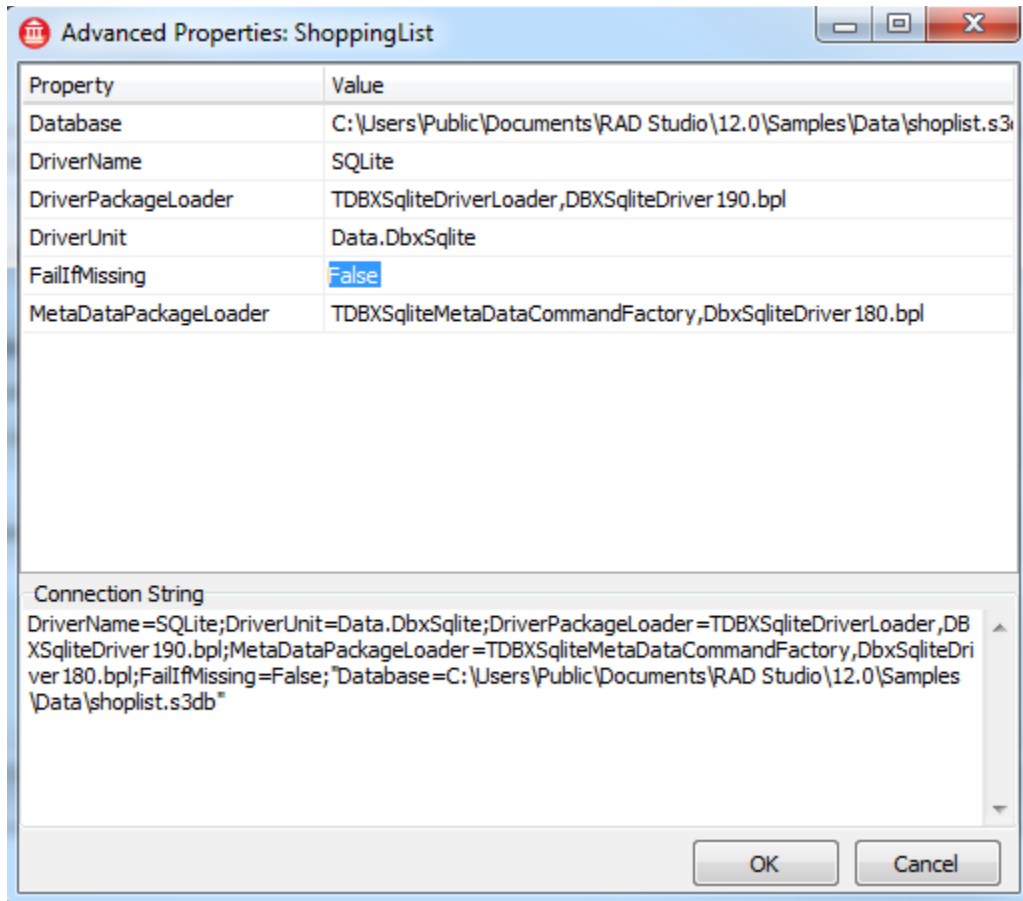 Advanced Properties: ShoppingList
Property Value
Database C:\Users\Public\Documents\RAD Studio\12.0\Samples\Data\shoplist.s3
DriverName SQLite
DriverPackageLoader TDBXSqliteDriverLoader,DBXSqliteDriver190.bpl
DriverUnit Data.DbxSqlite
FailIfMissing False
MetaDataPackageLoader TDBXSqliteMetaDataCommandFactory,DbxSqliteDriver180.bpl
Connection String
DriverName=SQLite;DriverUnit=Data.DbxSqlite;DriverPackageLoader=TDBXSqliteDriverLoader,DB
XSqliteDriver190.bpl;MetaDataPackageLoader=TDBXSqliteMetaDataCommandFactory,DbxSqliteDri
ver180.bpl;FailIfMissing=False;"Database=C:\Users\Public\Documents\RAD Studio\12.0\Samples
\Data\shoplist.s3db"
OK Cancel